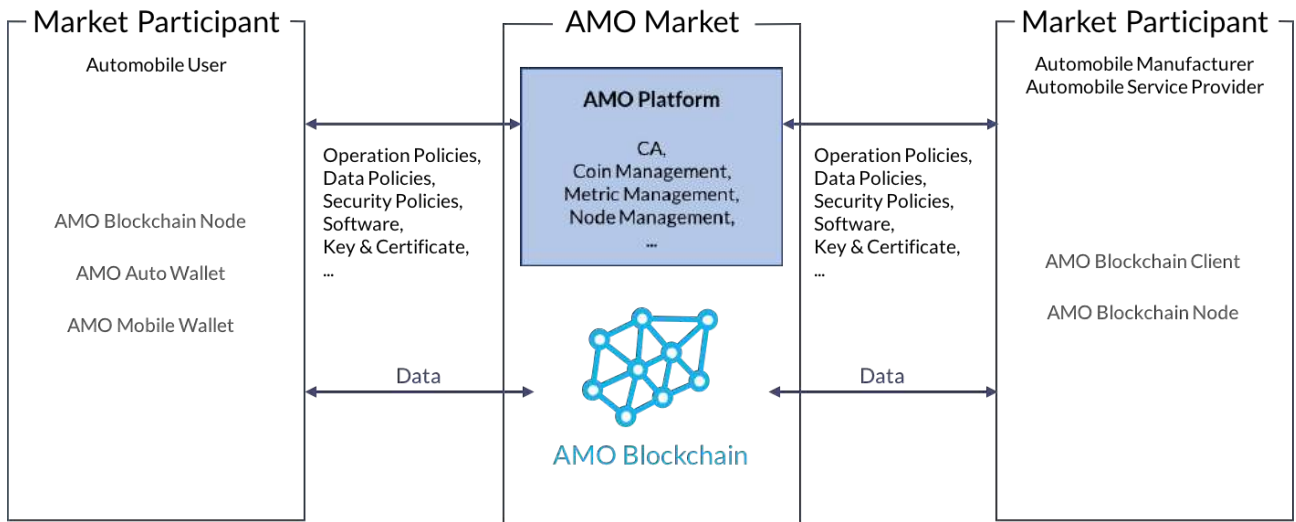 Market Participant
Automobile User
AMO Blockchain Node
AMO Auto Wallet
AMO Mobile Wallet
Operation Policies,
Data Policies,
Security Policies,
Software,
Key & Certificate,
...
Data
AMO Market
AMO Platform
CA,
Coin Management,
Metric Management,
Node Management,
...
AMO Blockchain
Operation Policies,
Data Policies,
Security Policies,
Software,
Key & Certificate,
...
Data
Market Participant
Automobile Manufacturer
Automobile Service Provider
AMO Blockchain Client
AMO Blockchain Node